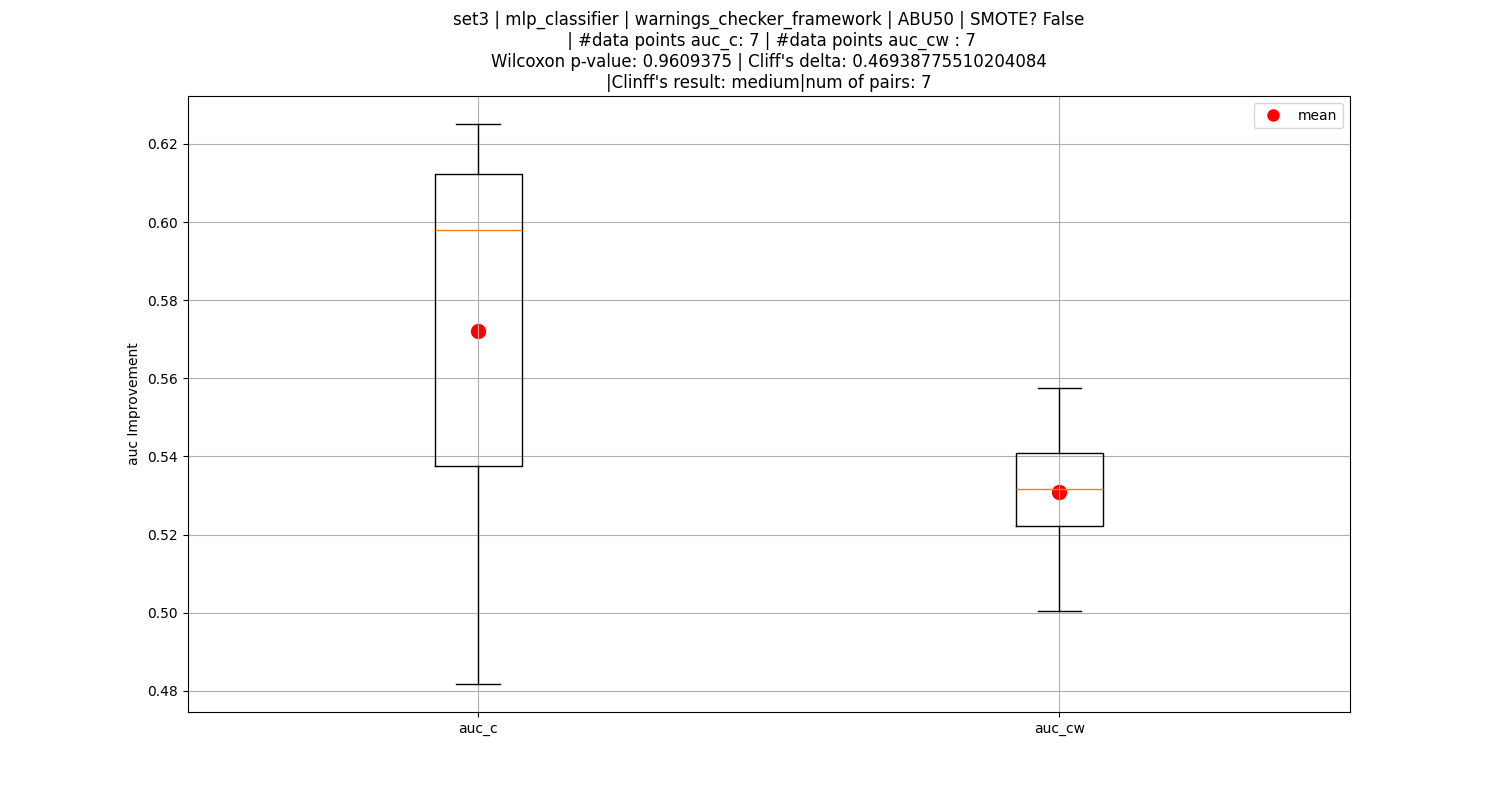 set3 | mlp_classifier | warnings_checker_framework | ABU50 | SMOTE? False
| #data points auc_c: 7 | #data points auc_cw : 7
Wilcoxon p-value: 0.9609375 | Cliff's delta: 0.46938775510204084
|Clinff's result: medium|num of pairs: 7
mean
0.62
0.60
0.58
0.56
0.54
0.52
0.50
0.48
auc Improvement
auc_c
auc_cw